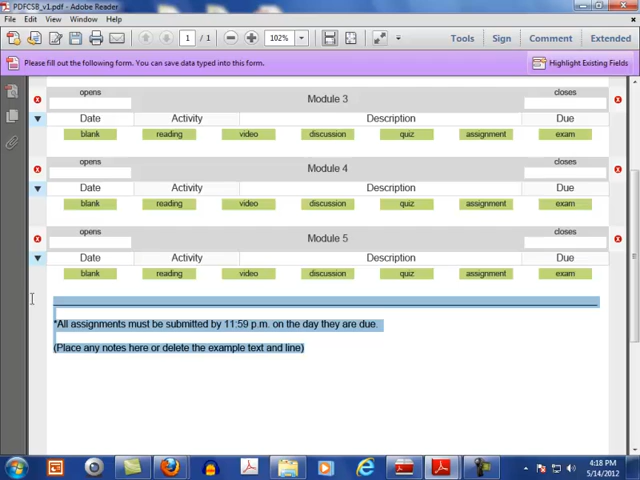 PDFCSB_v1.pdf - Adobe Reader
File Edit View Window Help
1 / 1 102% Tools Sign Comment Extended
Please fill out the following form. You can save data typed into this form. Highlight Existing Fields
opens Module 3 closes
Date Activity Description Due
blank reading video discussion quiz assignment exam
opens Module 4 closes
Date Activity Description Due
blank reading video discussion quiz assignment exam
opens Module 5 closes
Date Activity Description Due
blank reading video discussion quiz assignment exam
*All assignments must be submitted by 11:59 p.m. on the day they are due.
(Place any notes here or delete the example text and line)
4:18 PM
5/14/2012